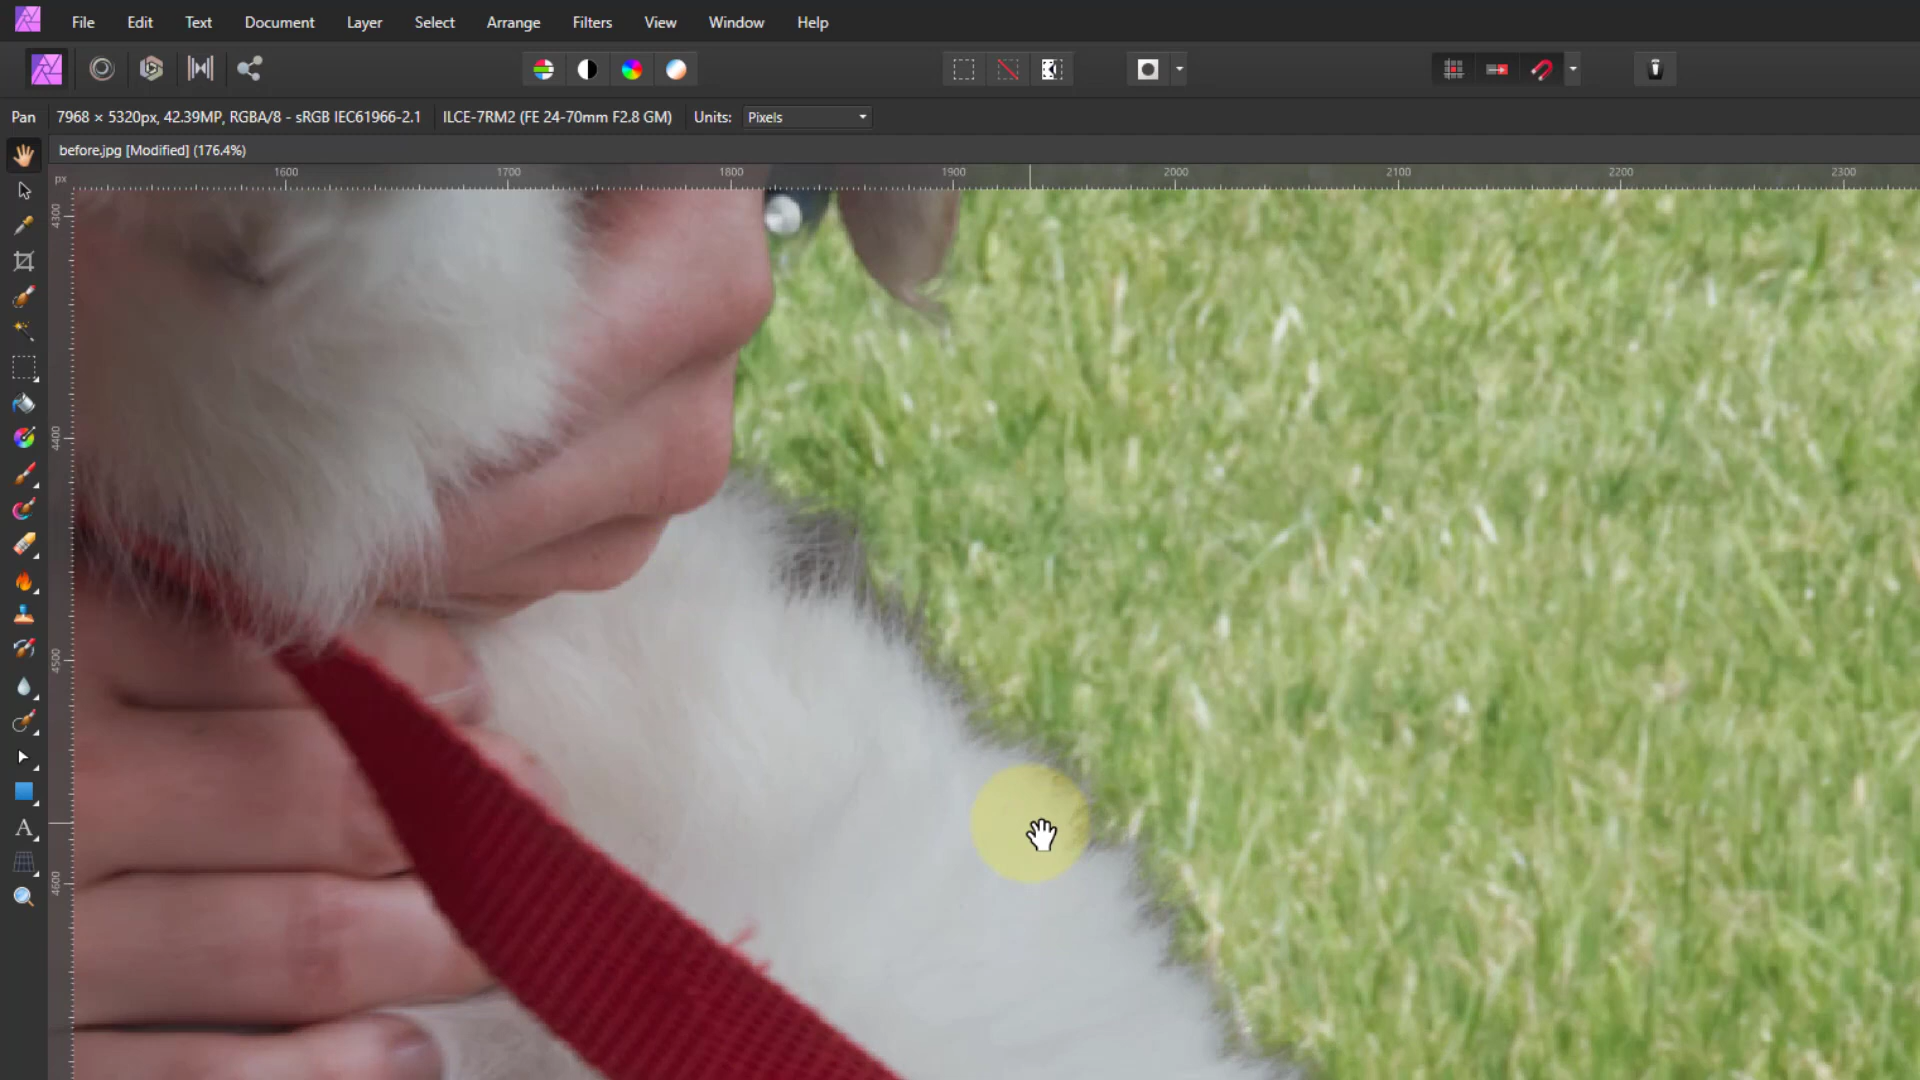 File Edit Text Document Layer Select Arrange Filters View Window Help
Pan 7968 × 5320px, 42.39MP, RGBA/8 - sRGB IEC61966-2.1 ILCE-7RM2 (FE 24-70mm F2.8 GM) Units: Pixels
before.jpg [Modified] (176.4%)
px 1600 1700 1800 1900 2000 2100 2200 2300
4300
4400
4500
4600
A